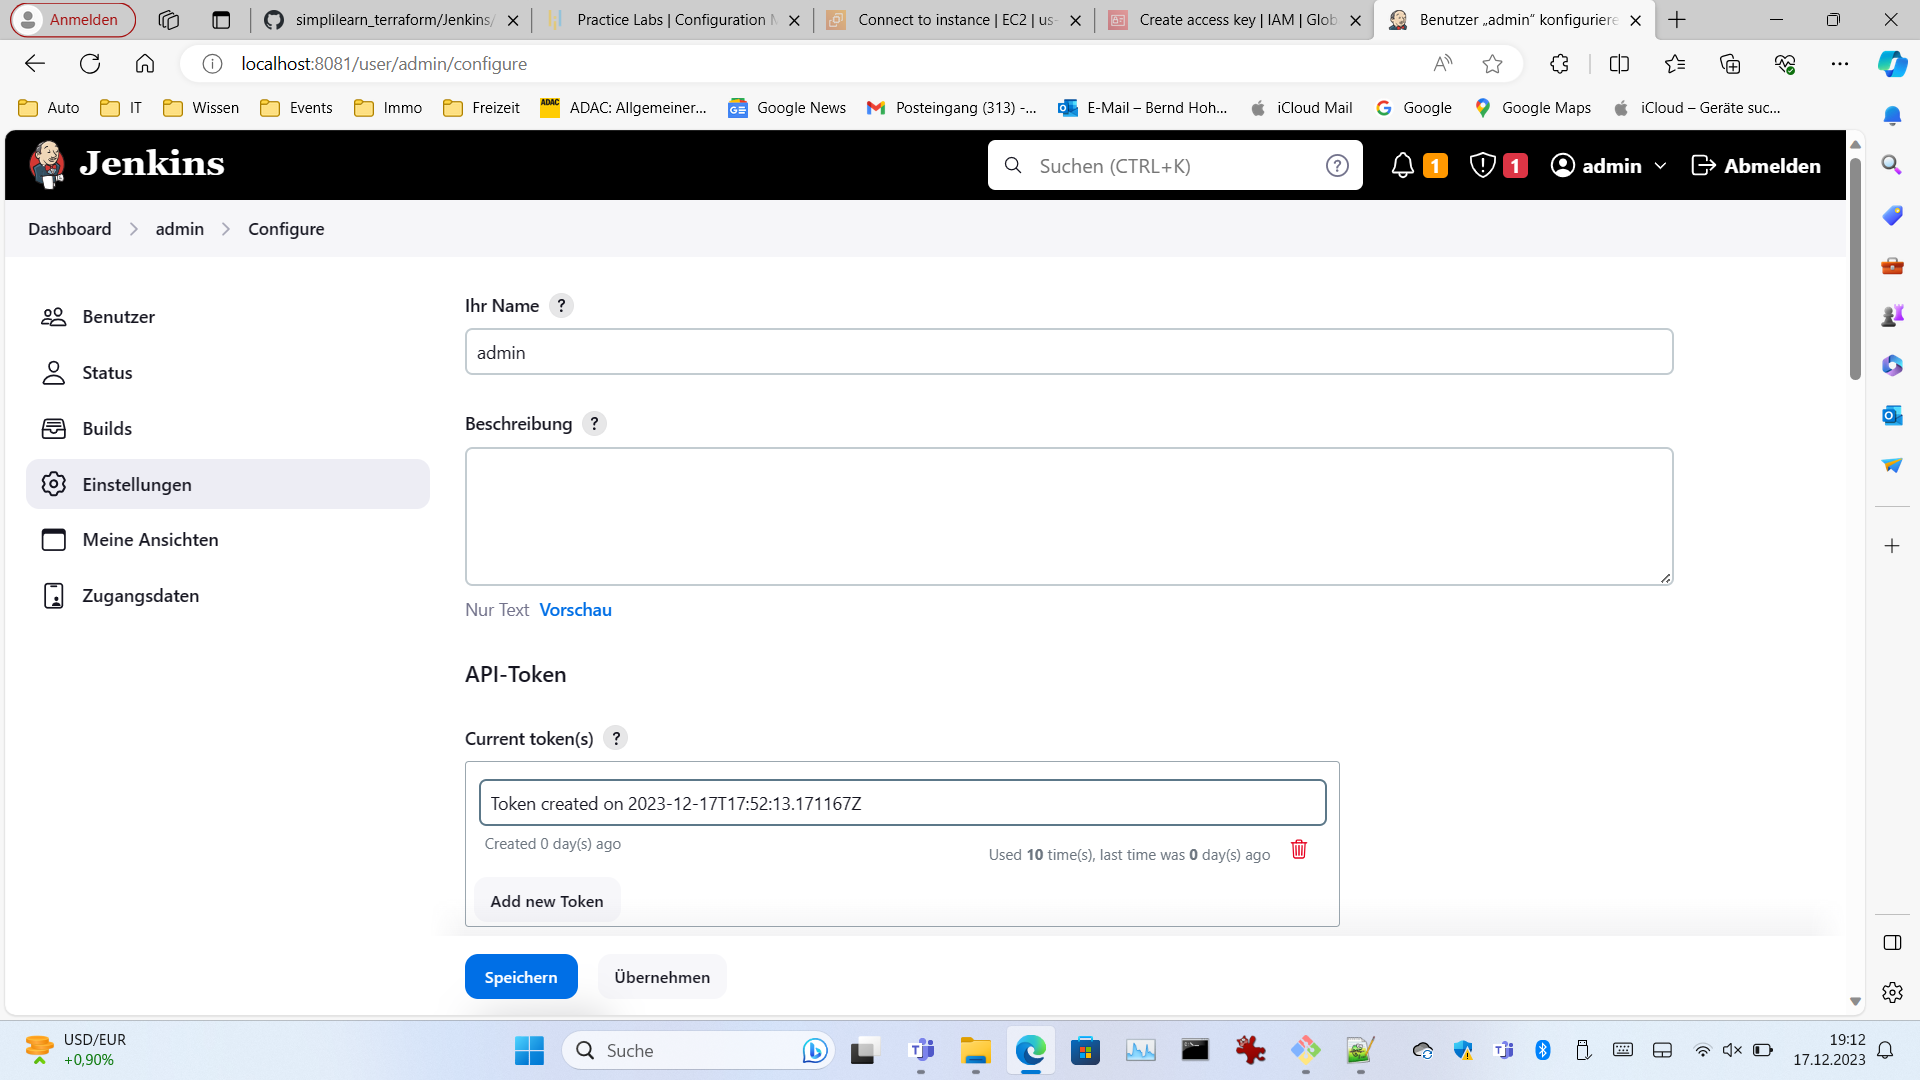 Anmelden
simplilearn_terraform/Jenkins/
Practice Labs | Configuration M
Connect to instance | EC2 | us-
Create access key | IAM | Glob
Benutzer „admin“ konfiguriere
localhost:8081/user/admin/configure
Auto
IT
Wissen
Events
Immo
Freizeit
ADAC
ADAC: Allgemeiner...
Google News
Posteingang (313) -...
E-Mail – Bernd Hoh...
iCloud Mail
Google
Google Maps
iCloud – Geräte suc...
Jenkins
Suchen (CTRL+K)
?
1
1
admin
Abmelden
Dashboard
admin
Configure
Benutzer
Status
Builds
Einstellungen
Meine Ansichten
Zugangsdaten
Ihr Name ?
admin
Beschreibung ?
Nur Text Vorschau
API-Token
Current token(s) ?
Token created on 2023-12-17T17:52:13.171167Z
Created 0 day(s) ago
Used 10 time(s), last time was 0 day(s) ago
Add new Token
Speichern
Übernehmen
USD/EUR
+0,90%
Suche
19:12
17.12.2023